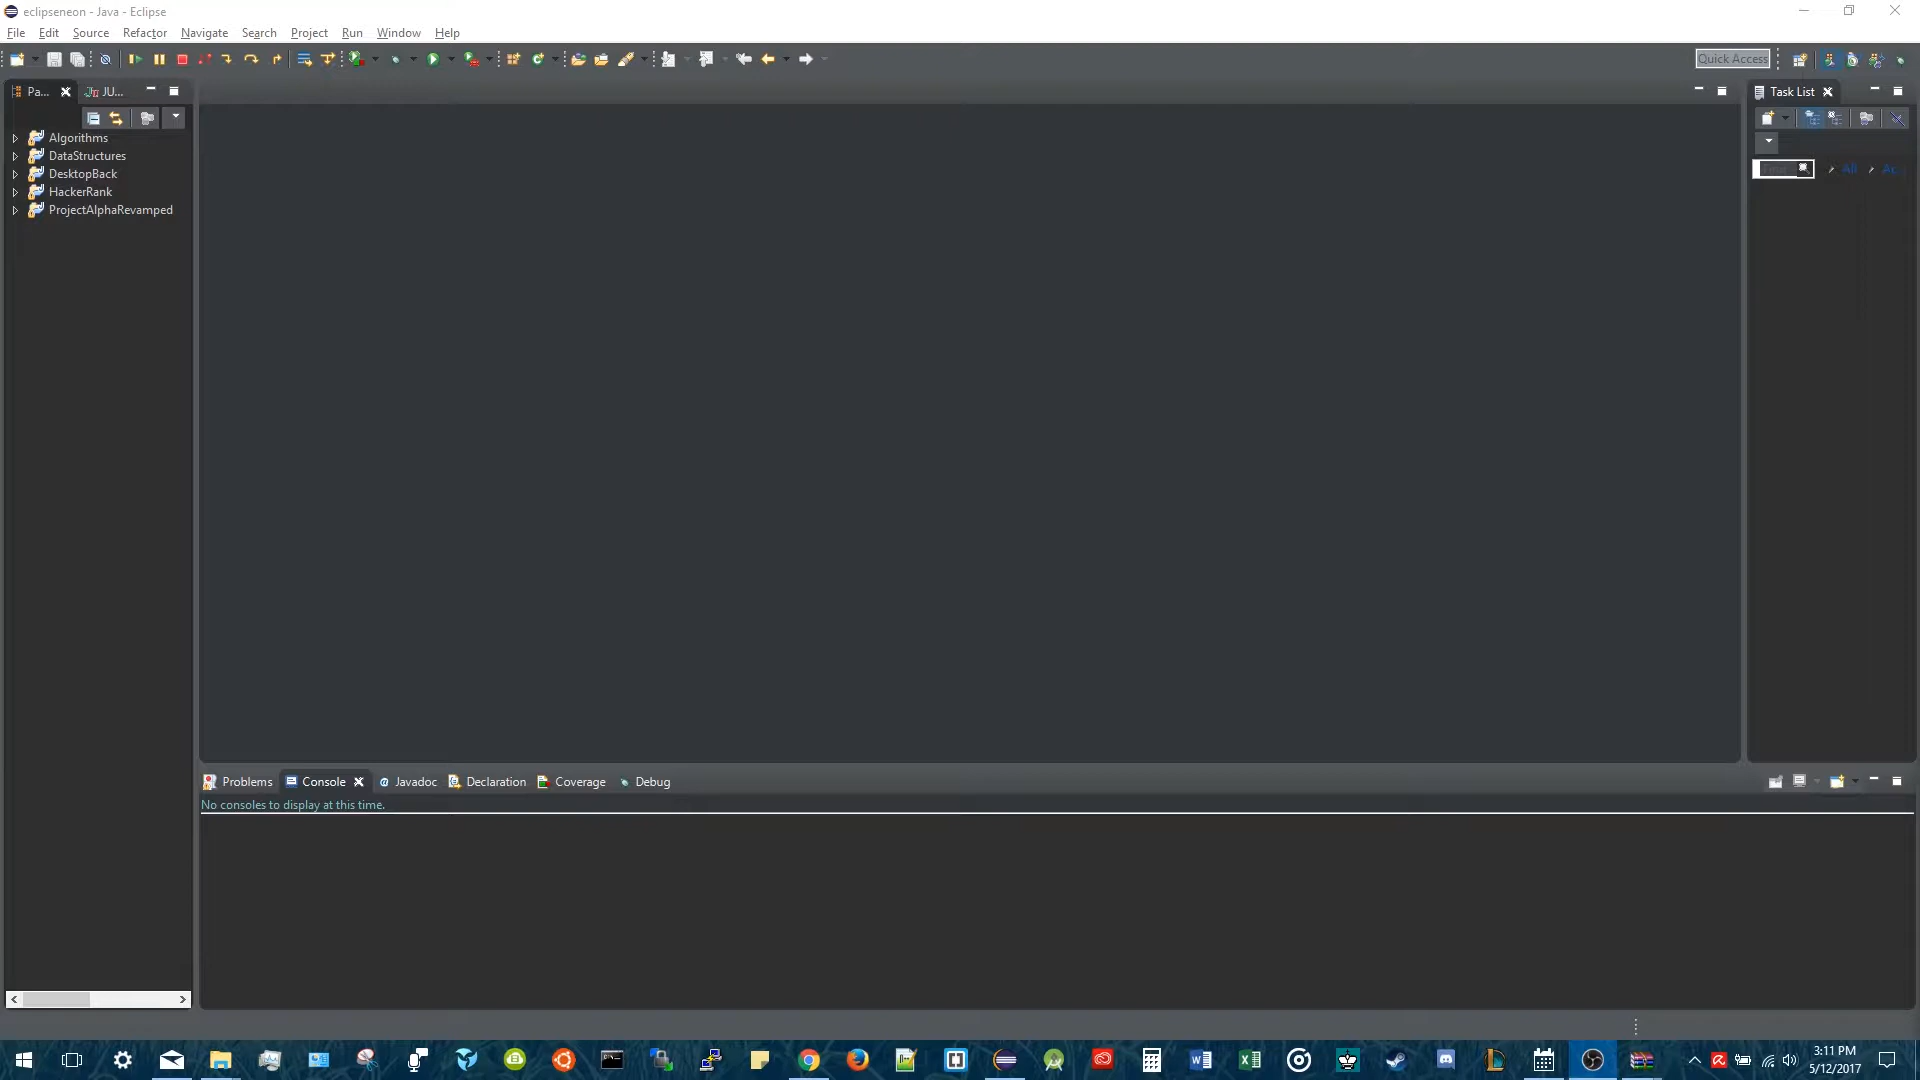 eclipseneon - Java - Eclipse
File Edit Source Refactor Navigate Search Project Run Window Help
Quick Access
Pa... JU...
Task List
Algorithms
DataStructures
DesktopBack
HackerRank
ProjectAlphaRevamped
All
Problems Console Javadoc Declaration Coverage Debug
No consoles to display at this time.
3:11 PM
5/12/2017